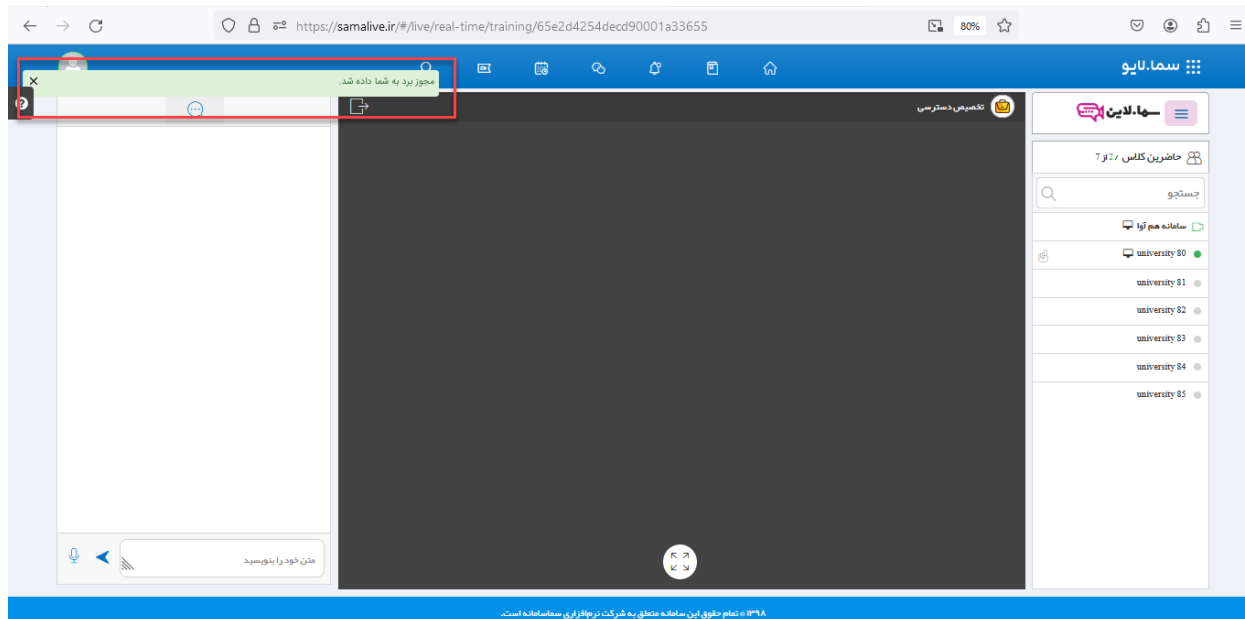 https://samalive.ir/#/live/real-time/training/65e2d4254decd90001a33655
80%
سما.لایو
مجوز برد به شما داده شد.
تخصیص دسترسی
سما.لاین
حاضرین کلاس 2/ از 7
جستجو
سامانه هم آوا
university 80
university 81
university 82
university 83
university 84
university 85
متن خود را بنویسید
۱۳۹۸ © تمام حقوق این سامانه متعلق به شرکت نرم‌افزاری سماسامانه است.